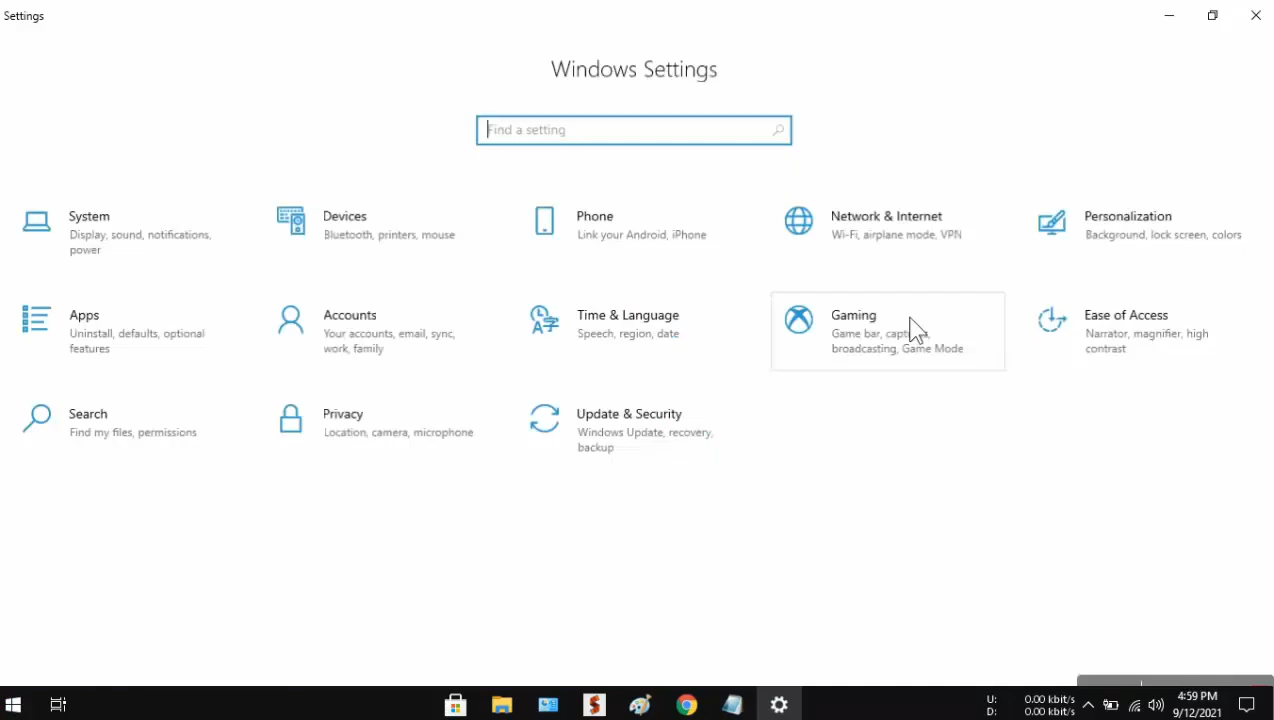 Settings
Windows Settings
Find a setting
System
Display, sound, notifications,
power
Devices
Bluetooth, printers, mouse
Phone
Link your Android, iPhone
Network & Internet
Wi-Fi, airplane mode, VPN
Personalization
Background, lock screen, colors
Apps
Uninstall, defaults, optional
features
Accounts
Your accounts, email, sync,
work, family
Time & Language
Speech, region, date
Gaming
Game bar,
broadcasting, Game Mode
Ease of Access
Narrator, magnifier, high
contrast
Search
Find my files, permissions
Privacy
Location, camera, microphone
Update & Security
Windows Update, recovery,
backup
U: 0.00 kbit/s
D: 0.00 kbit/s
4:59 PM
9/12/2021